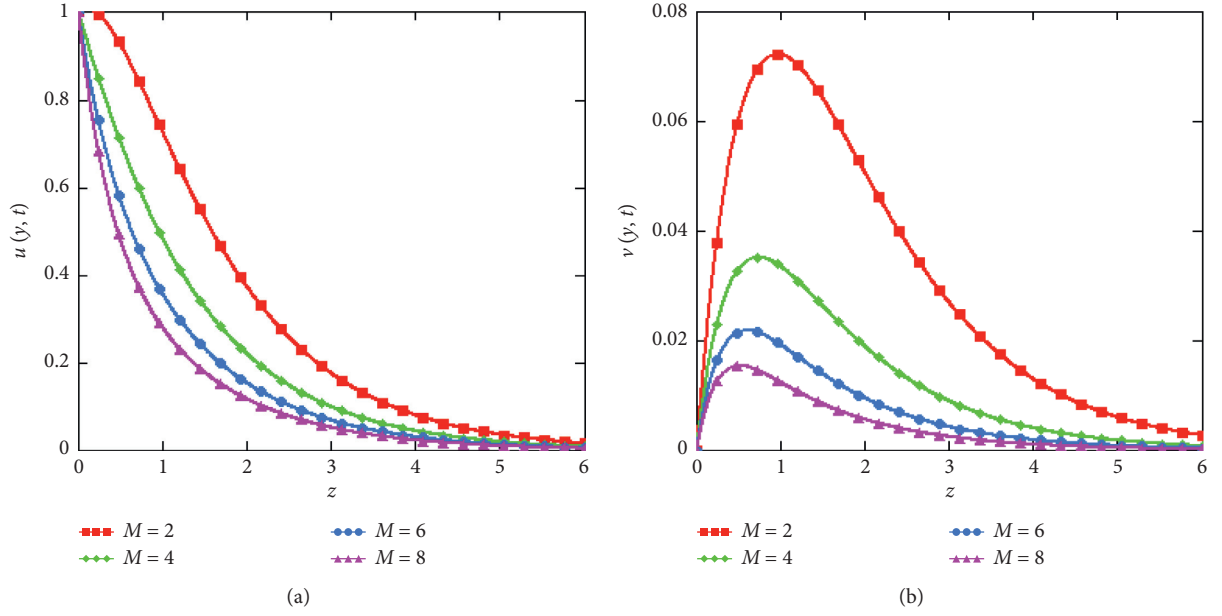 1
0.8
0.6
0.4
0.2
0
u (y, t)
0 1 2 3 4 5 6
z
M = 2
M = 4
M = 6
M = 8
(a)
0.08
0.06
0.04
0.02
0
v (y, t)
0 1 2 3 4 5 6
z
M = 2
M = 4
M = 6
M = 8
(b)